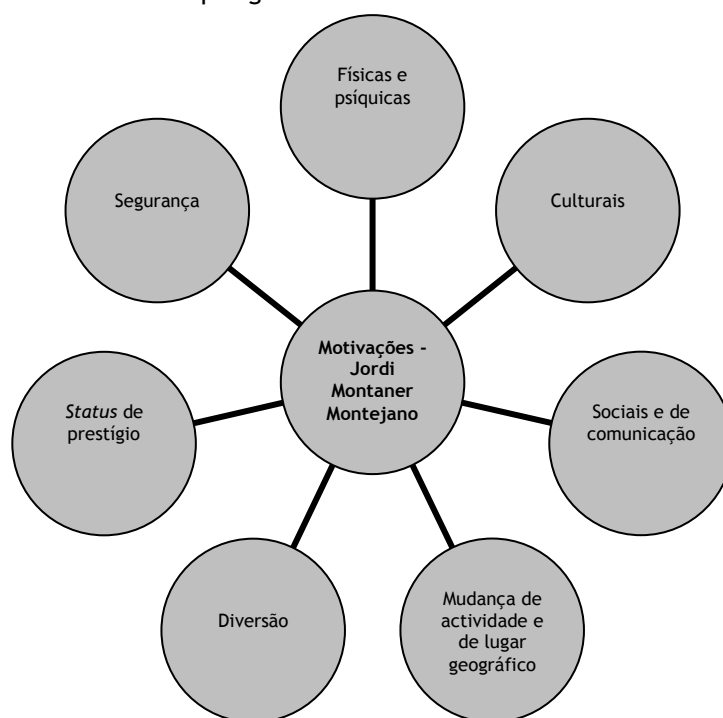 Físicas e
psíquicas
Segurança
Culturais
Motivações -
Jordi
Montaner
Montejano
Status de
prestígio
Sociais e de
comunicação
Diversão
Mudança de
actividade e
de lugar
geográfico